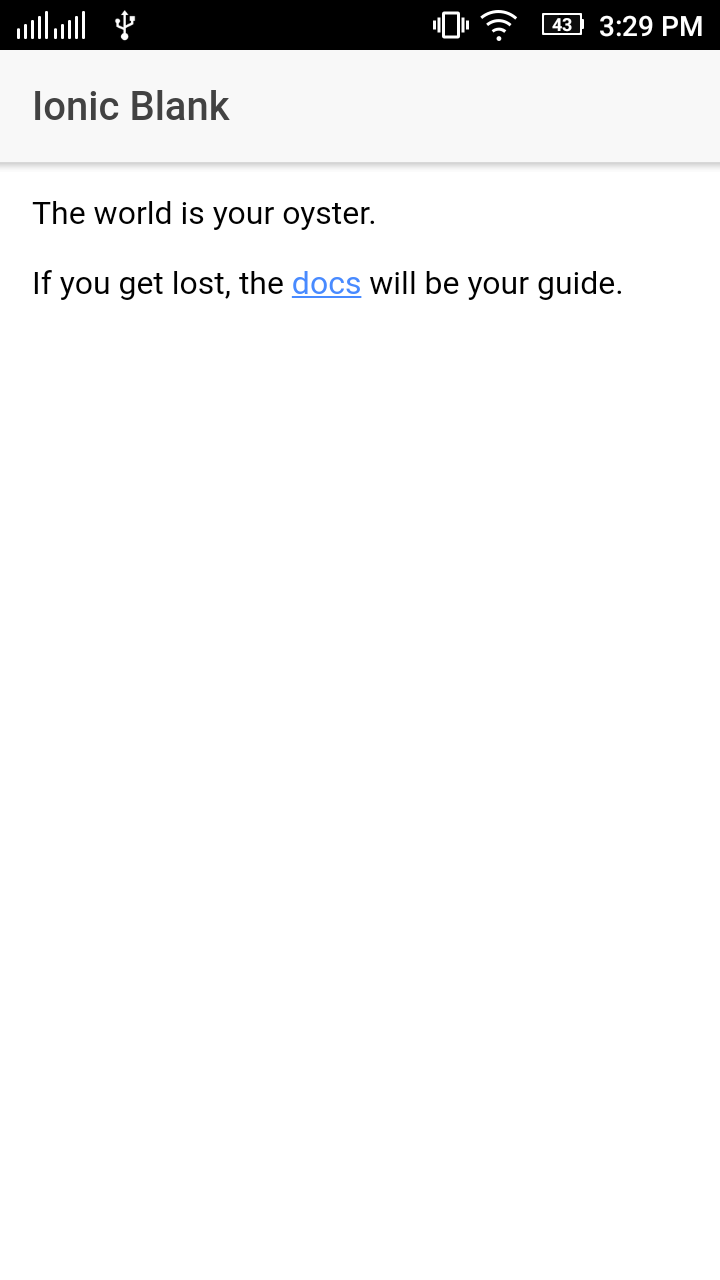 43 3:29 PM
Ionic Blank
The world is your oyster.
If you get lost, the docs will be your guide.